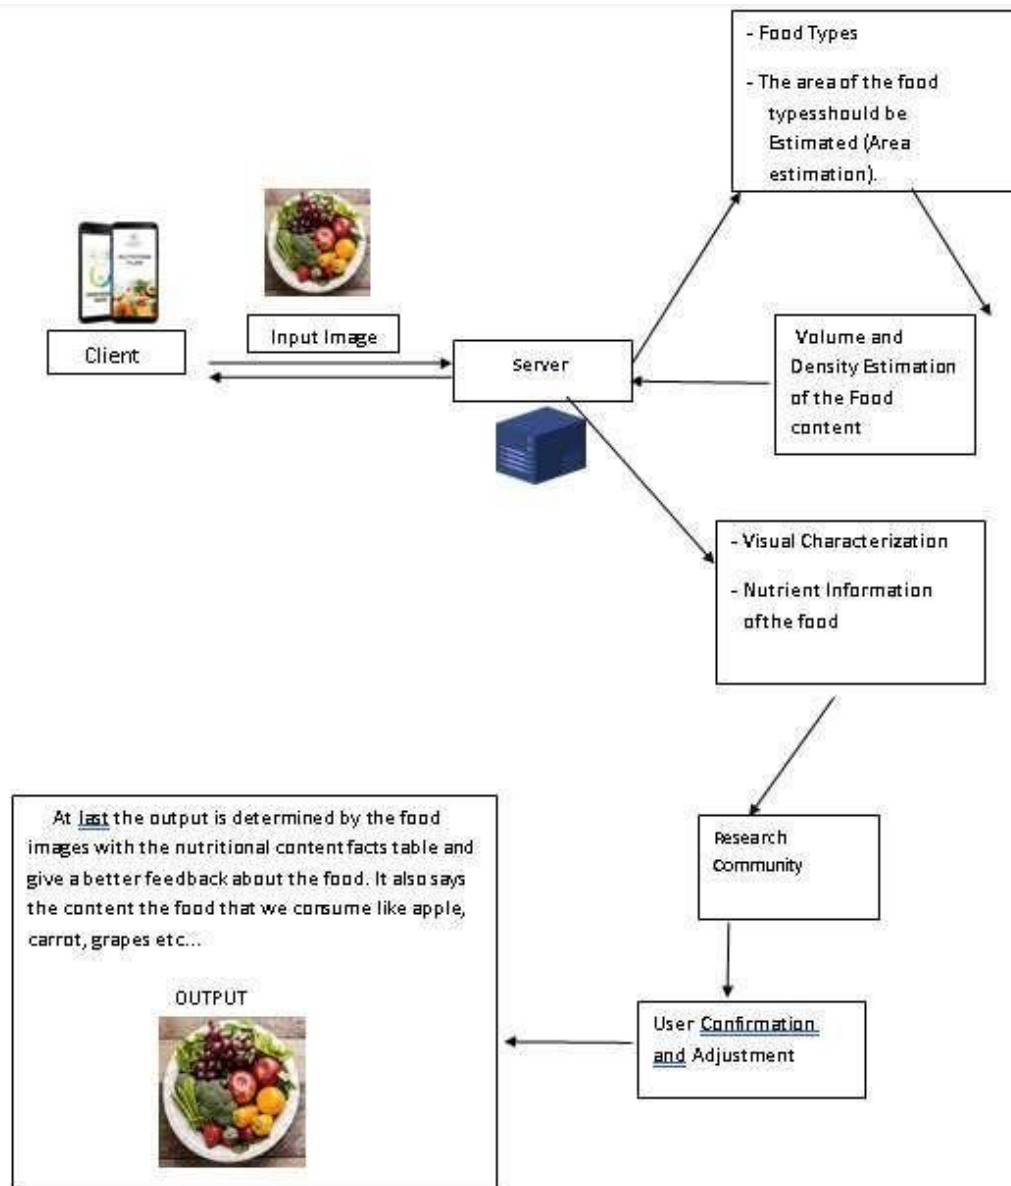 - Food Types
- The area of the food
typesshould be
Estimated (Area
estimation).
Input Image
Client
Server
Volume and
Density Estimation
of the Food
content
- Visual Characterization
- Nutrient Information
of the food
At last the output is determined by the food
images with the nutritional content facts table and
give a better feedback about the food. It also says
the content the food that we consume like apple,
carrot, grapes etc...
OUTPUT
Research
Community
User Confirmation
and Adjustment